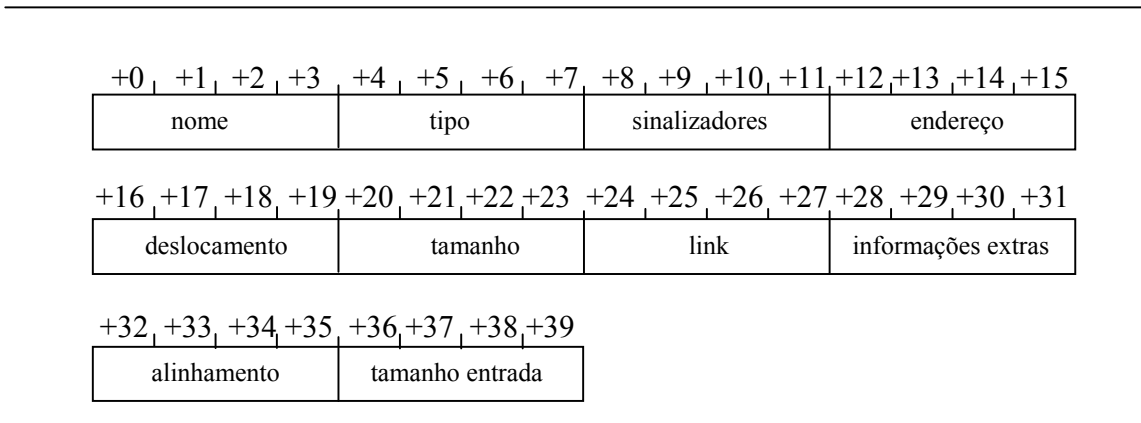 +0 +1 +2 +3 +4 +5 +6 +7 +8 +9 +10 +11 +12 +13 +14 +15
nome tipo sinalizadores endereço
+16 +17 +18 +19 +20 +21 +22 +23 +24 +25 +26 +27 +28 +29 +30 +31
deslocamento tamanho link informações extras
+32 +33 +34 +35 +36 +37 +38 +39
alinhamento tamanho entrada